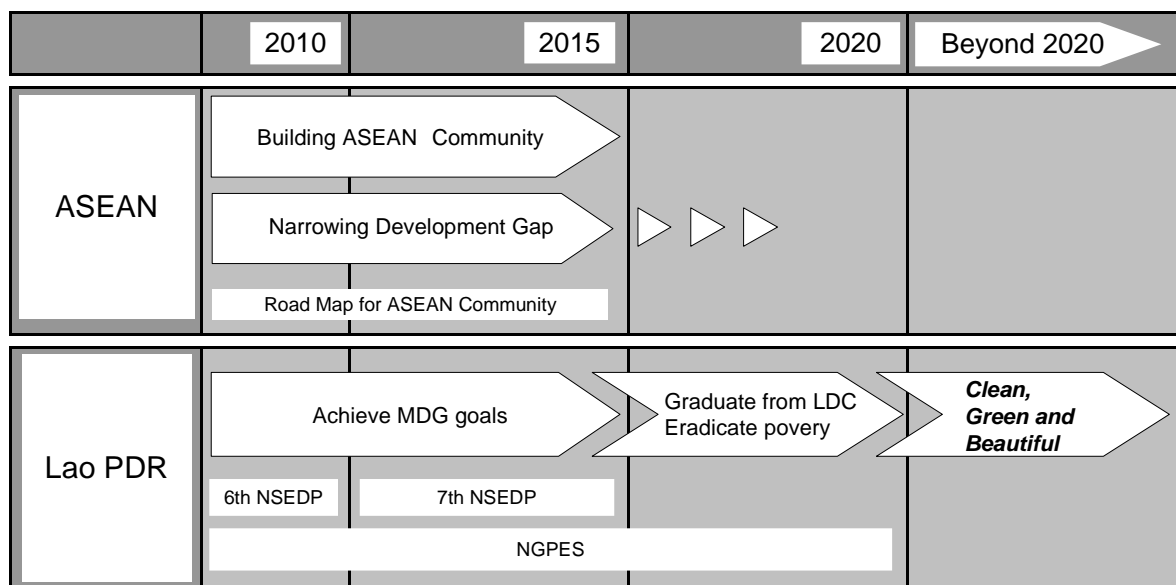 2010
2015
2020
Beyond 2020
ASEAN
Building ASEAN Community
Narrowing Development Gap
Road Map for ASEAN Community
Lao PDR
Achieve MDG goals
Graduate from LDC
Eradicate povery
Clean,
Green and
Beautiful
6th NSEDP
7th NSEDP
NGPES